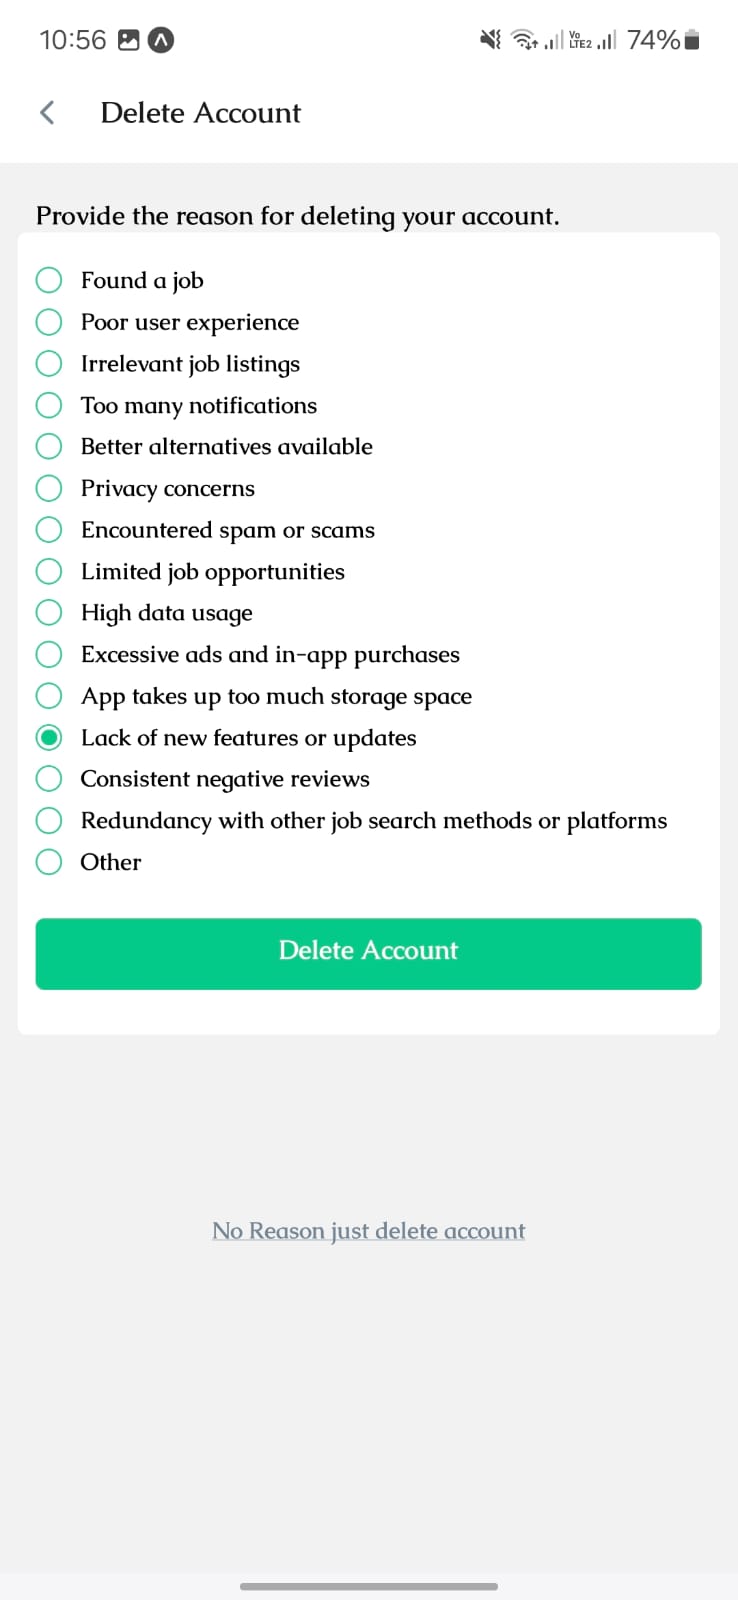 10:56 Vo LTE2 74%
Delete Account
Provide the reason for deleting your account.
Found a job
Poor user experience
Irrelevant job listings
Too many notifications
Better alternatives available
Privacy concerns
Encountered spam or scams
Limited job opportunities
High data usage
Excessive ads and in-app purchases
App takes up too much storage space
Lack of new features or updates
Consistent negative reviews
Redundancy with other job search methods or platforms
Other
Delete Account
No Reason just delete account